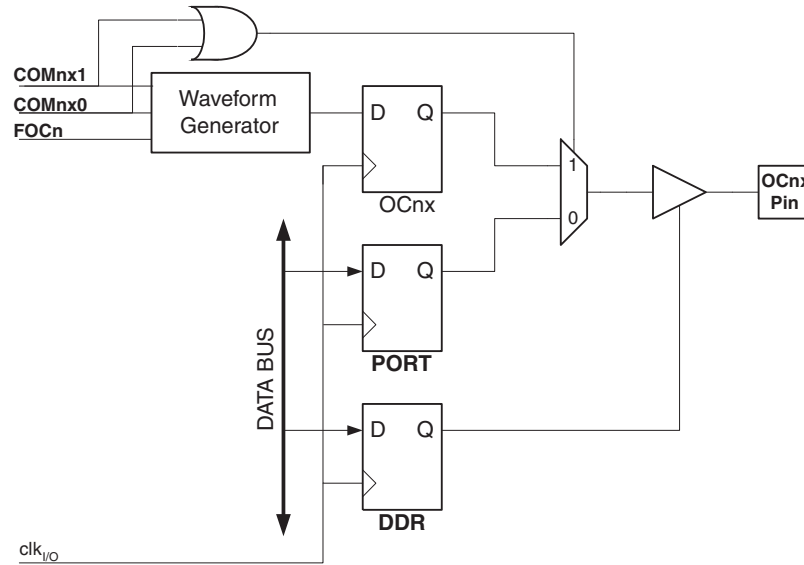 COMnx1
COMnx0
FOCn
Waveform
Generator
D Q
OCnx
1
0
OCnx
Pin
D Q
PORT
DATA BUS
D Q
DDR
clkI/O